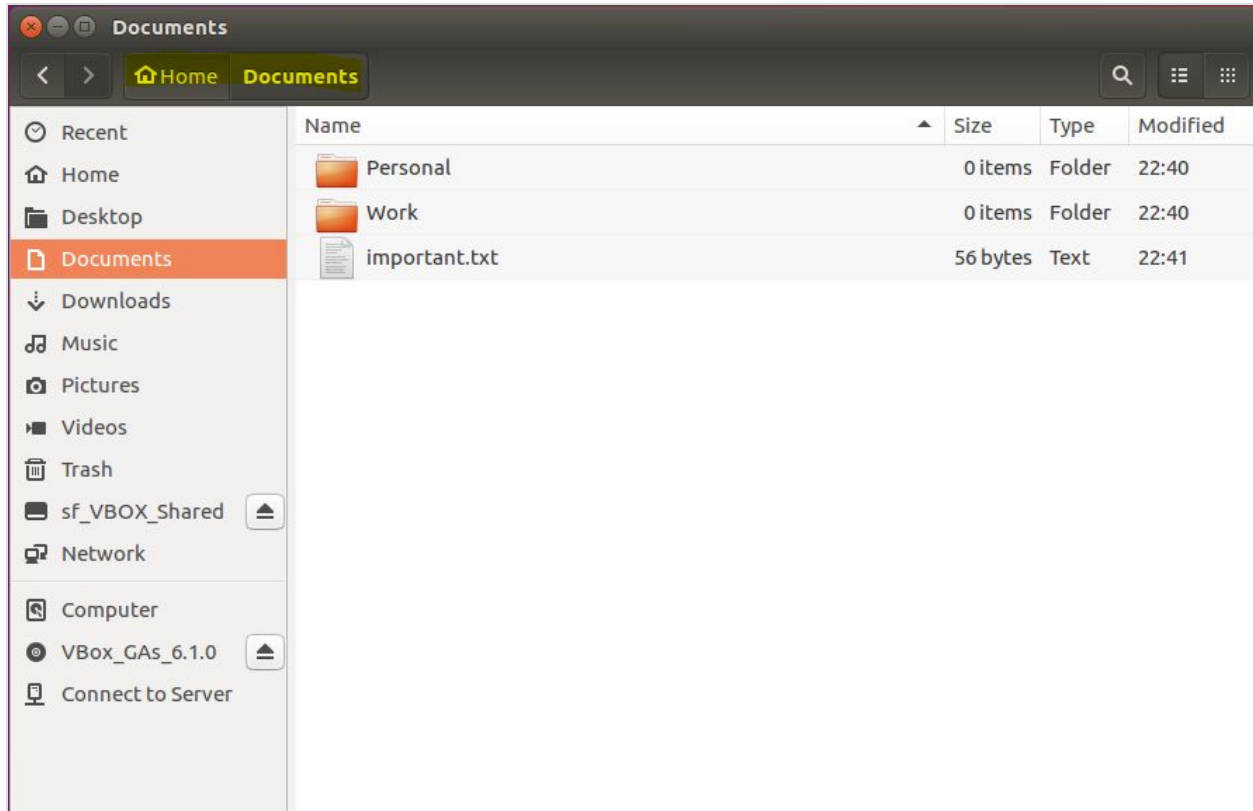 Documents
Home Documents
Recent
Home
Desktop
Documents
Downloads
Music
Pictures
Videos
Trash
sf_VBOX_Shared
Network
Computer
VBox_GAs_6.1.0
Connect to Server
Name Size Type Modified
Personal 0 items Folder 22:40
Work 0 items Folder 22:40
important.txt 56 bytes Text 22:41